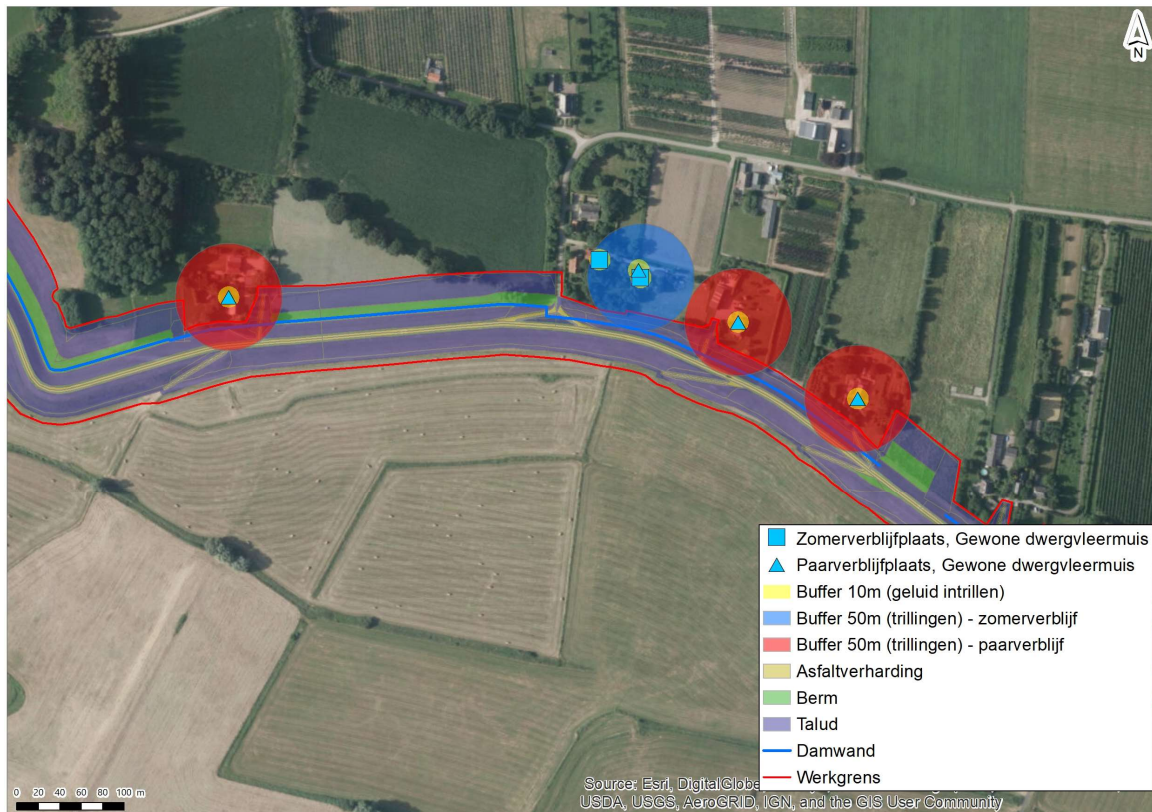 N
Zomerverblijfplaats, Gewone dwergvleermuis
Paarverblijfplaats, Gewone dwergvleermuis
Buffer 10m (geluid intrillen)
Buffer 50m (trillingen) - zomerverblijf
Buffer 50m (trillingen) - paarverblijf
Asfaltverharding
Berm
Talud
Damwand
Werkgrens
0 20 40 60 80 100 m
Source: Esri, DigitalGlobe
USDA, USGS, AeroGRID, IGN, and the GIS User Community